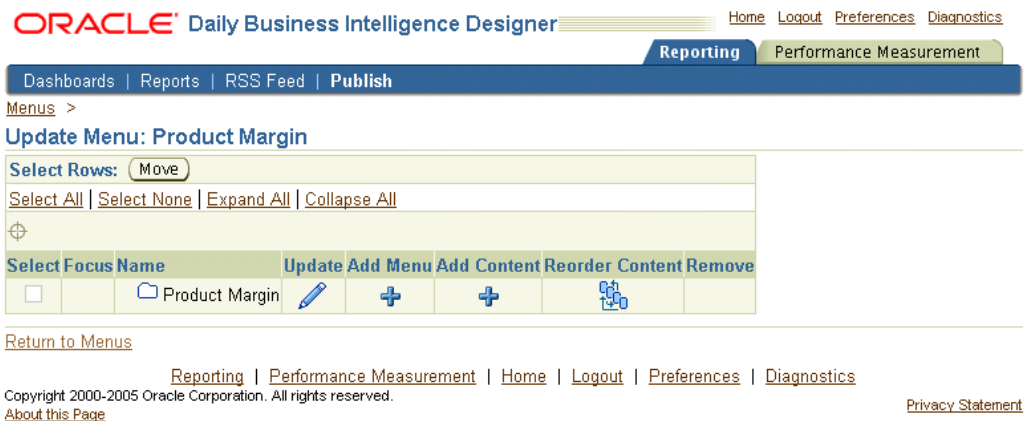 ORACLE Daily Business Intelligence Designer
Home Logout Preferences Diagnostics
Reporting Performance Measurement
Dashboards | Reports | RSS Feed | Publish
Menus >
Update Menu: Product Margin
Select Rows: Move
Select All | Select None | Expand All | Collapse All
Select Focus Name Update Add Menu Add Content Reorder Content Remove
Product Margin
Return to Menus
Reporting | Performance Measurement | Home | Logout | Preferences | Diagnostics
Copyright 2000-2005 Oracle Corporation. All rights reserved.
About this Page
Privacy Statement